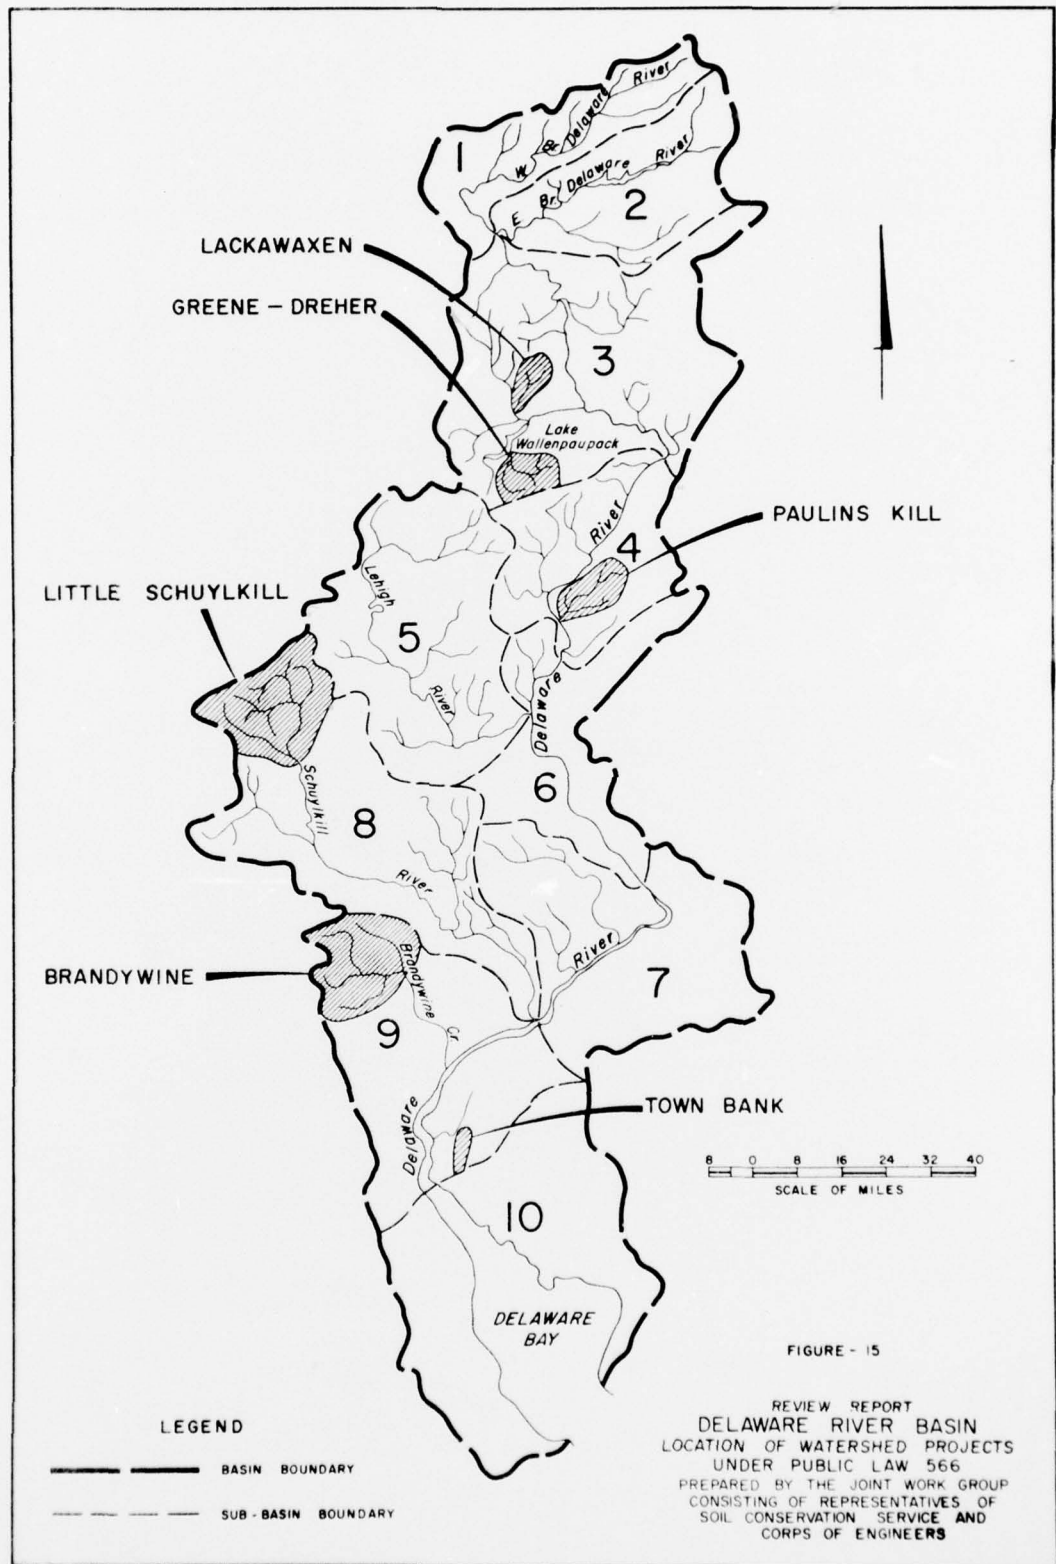 1
W. Br. Delaware River
E. Br. Delaware River
2
LACKAWAXEN
GREENE – DREHER
3
Lake
Wallenpaupack
PAULINS KILL
River
4
LITTLE SCHUYLKILL
Lehigh
5
River
Delaware
6
Schuylkill
8
River
River
7
BRANDYWINE
Brandywine
Cr.
9
TOWN BANK
Delaware
8 0 8 16 24 32 40
SCALE OF MILES
10
DELAWARE
BAY
FIGURE - 15
REVIEW REPORT
DELAWARE RIVER BASIN
LOCATION OF WATERSHED PROJECTS
UNDER PUBLIC LAW 566
PREPARED BY THE JOINT WORK GROUP
CONSISTING OF REPRESENTATIVES OF
SOIL CONSERVATION SERVICE AND
CORPS OF ENGINEERS
LEGEND
BASIN BOUNDARY
SUB - BASIN BOUNDARY